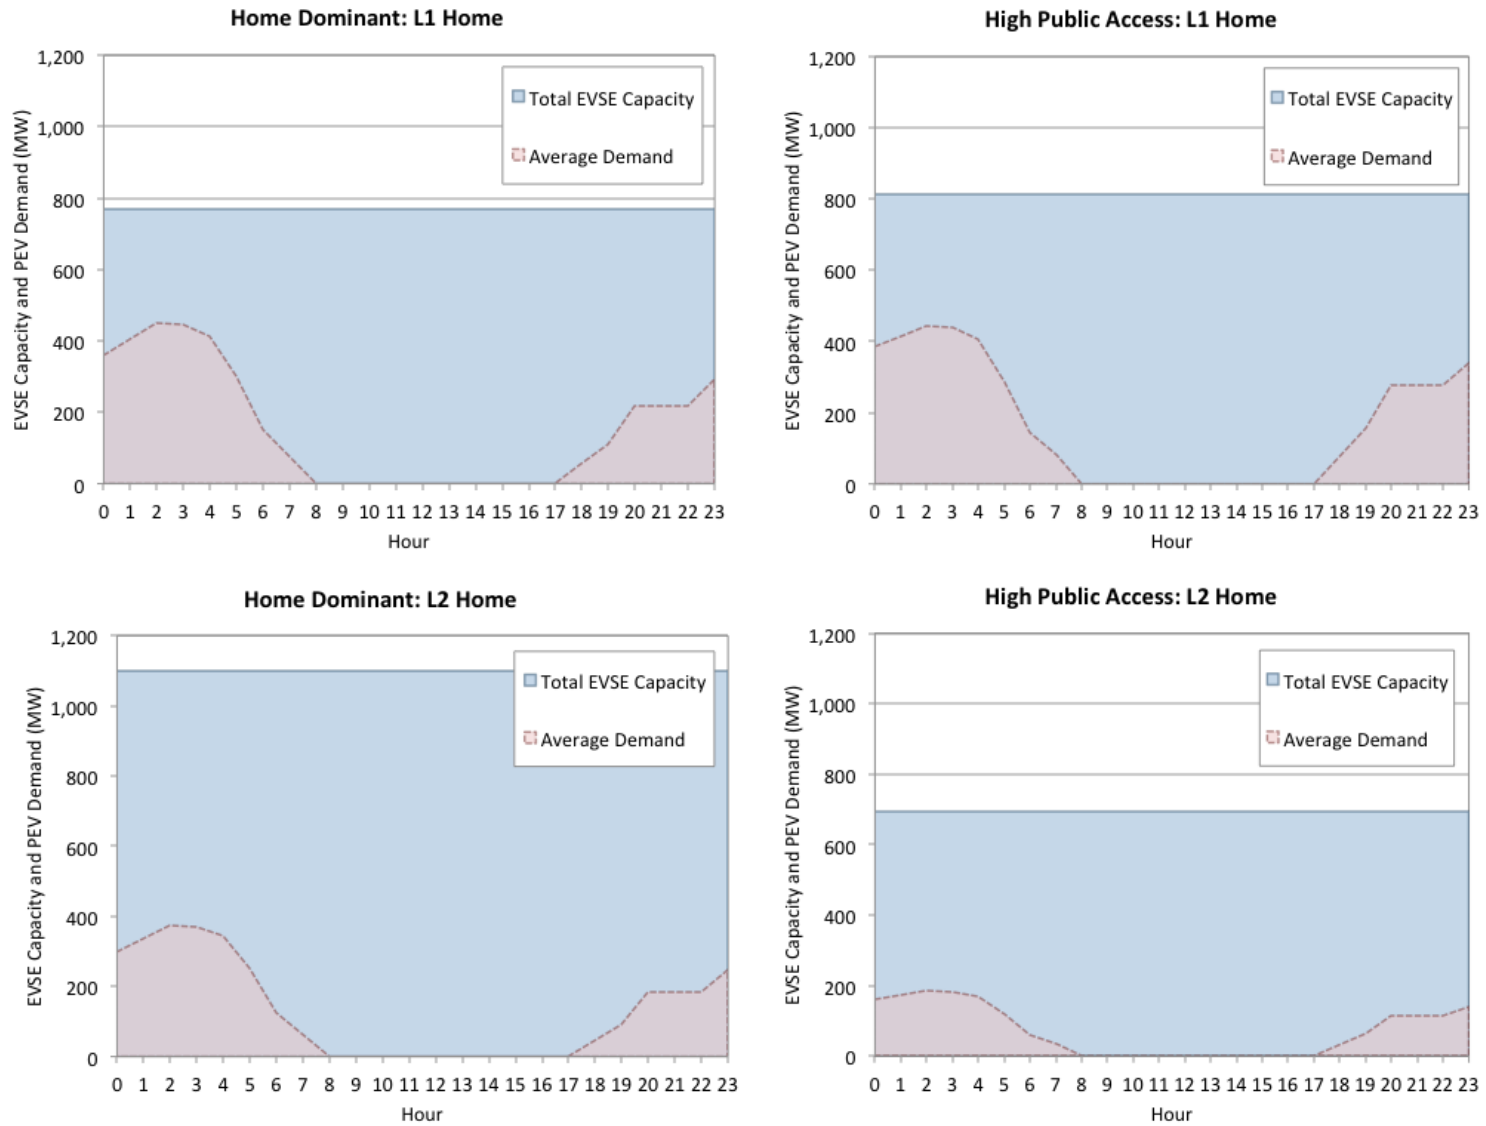 Home Dominant: L1 Home
EVSE Capacity and PEV Demand (MW)
1,200
1,000
800
600
400
200
0
Total EVSE Capacity
Average Demand
0 1 2 3 4 5 6 7 8 9 10 11 12 13 14 15 16 17 18 19 20 21 22 23
Hour
High Public Access: L1 Home
EVSE Capacity and PEV Demand (MW)
1,200
1,000
800
600
400
200
0
Total EVSE Capacity
Average Demand
0 1 2 3 4 5 6 7 8 9 10 11 12 13 14 15 16 17 18 19 20 21 22 23
Hour
Home Dominant: L2 Home
EVSE Capacity and PEV Demand (MW)
1,200
1,000
800
600
400
200
0
Total EVSE Capacity
Average Demand
0 1 2 3 4 5 6 7 8 9 10 11 12 13 14 15 16 17 18 19 20 21 22 23
Hour
High Public Access: L2 Home
EVSE Capacity and PEV Demand (MW)
1,200
1,000
800
600
400
200
0
Total EVSE Capacity
Average Demand
0 1 2 3 4 5 6 7 8 9 10 11 12 13 14 15 16 17 18 19 20 21 22 23
Hour